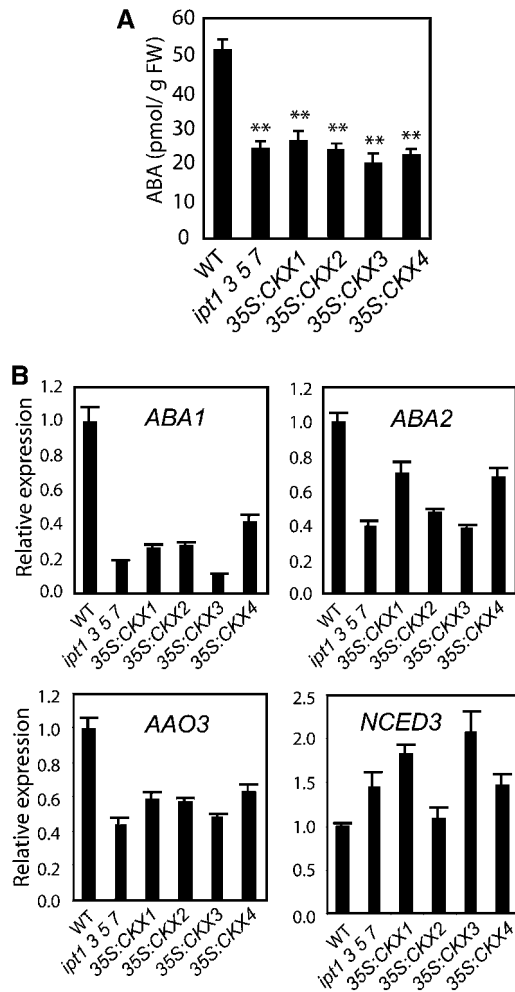 A
ABA (pmol/ g FW)
60
50
40
30
20
10
0
** ** ** ** **
WT
ipt1 3 5 7
35S:CKX1
35S:CKX2
35S:CKX3
35S:CKX4
B
Relative expression
1.2
1.0
0.8
0.6
0.4
0.2
0.0
ABA1
WT
ipt1 3 5 7
35S:CKX1
35S:CKX2
35S:CKX3
35S:CKX4
1.2
1.0
0.8
0.6
0.4
0.2
0.0
ABA2
WT
ipt1 3 5 7
35S:CKX1
35S:CKX2
35S:CKX3
35S:CKX4
Relative expression
1.2
1.0
0.8
0.6
0.4
0.2
0.0
AAO3
WT
ipt1 3 5 7
35S:CKX1
35S:CKX2
35S:CKX3
35S:CKX4
2.5
2.0
1.5
1.0
0.5
0.0
NCED3
WT
ipt1 3 5 7
35S:CKX1
35S:CKX2
35S:CKX3
35S:CKX4